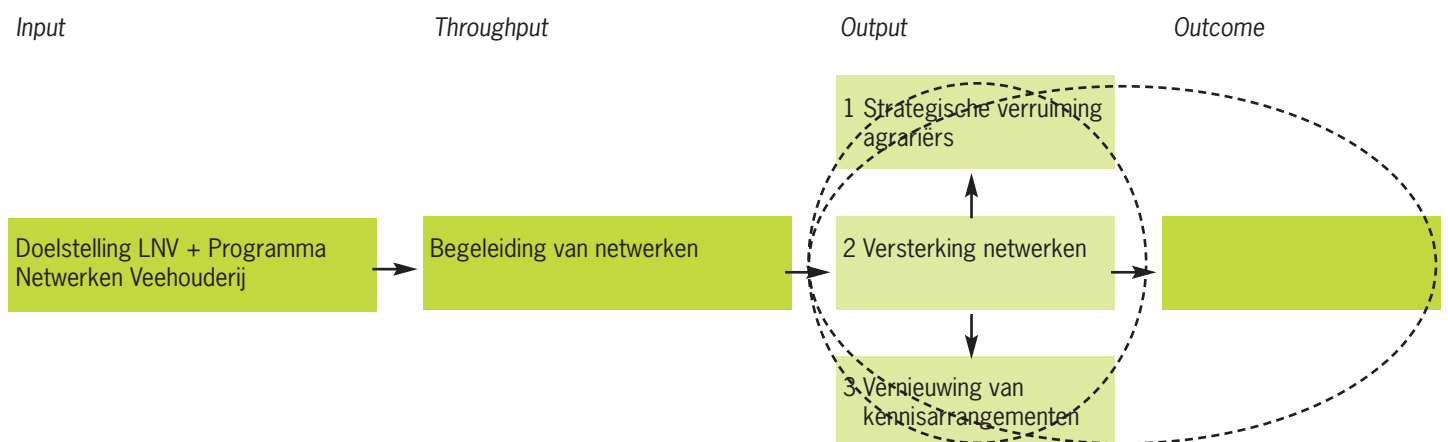 Input
Throughput
Output
Outcome
1 Strategische verruiming
agrariërs
Doelstelling LNV + Programma
Netwerken Veehouderij
Begeleiding van netwerken
2 Versterking netwerken
3 Vernieuwing van
kennisarrangementen